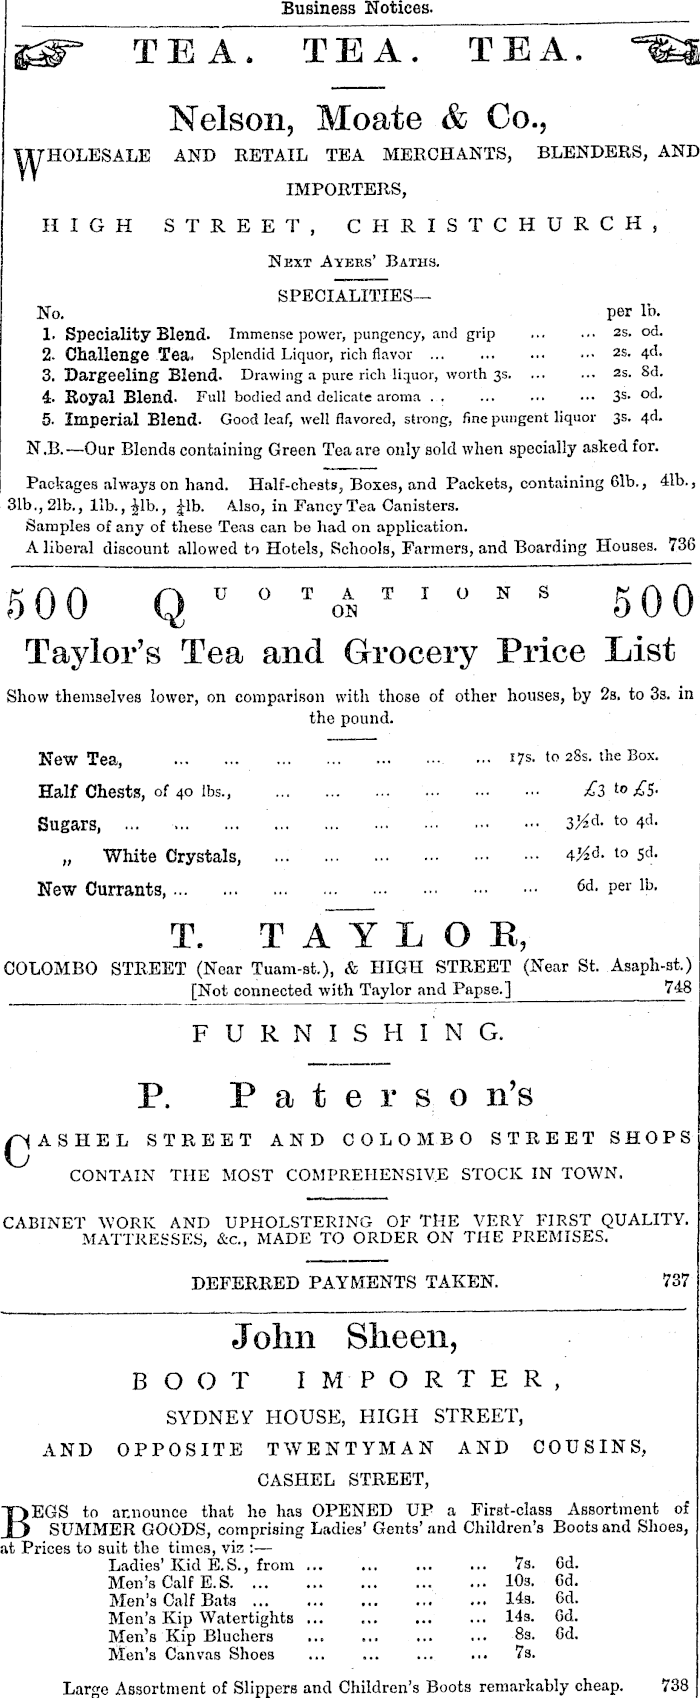 Business Notices.
TEA. TEA. TEA.
Nelson, Moate & Co.,
WHOLESALE AND RETAIL TEA MERCHANTS, BLENDERS, AND
IMPORTERS,
HIGH STREET, CHRISTCHURCH,
NEXT AYERS' BATHS.
SPECIALITIES—
No. per lb.
1. Speciality Blend. Immense power, pungency, and grip ... ... 2s. 0d.
2. Challenge Tea. Splendid Liquor, rich flavor ... ... ... ... 2s. 4d.
3. Dargeeling Blend. Drawing a pure rich liquor, worth 3s. ... ... 2s. 8d.
4. Royal Blend. Full bodied and delicate aroma .. ... ... ... 3s. 0d.
5. Imperial Blend. Good leaf, well flavored, strong, fine pungent liquor 3s. 4d.
N.B.—Our Blends containing Green Tea are only sold when specially asked for.
Packages always on hand. Half-chests, Boxes, and Packets, containing 6lb., 4lb.,
3lb., 2lb., 1lb., ½lb., ¼lb. Also, in Fancy Tea Canisters.
Samples of any of these Teas can be had on application.
A liberal discount allowed to Hotels, Schools, Farmers, and Boarding Houses. 736
500 QUOTATIONS 500
ON
Taylor's Tea and Grocery Price List
Show themselves lower, on comparison with those of other houses, by 2s. to 3s. in
the pound.
New Tea, ... ... ... ... ... ... ... 17s. to 28s. the Box.
Half Chests, of 40 lbs., ... ... ... ... ... ... £3 to £5.
Sugars, ... ... ... ... ... ... ... ... ... 3½d. to 4d.
„ White Crystals, ... ... ... ... ... ... 4½d. to 5d.
New Currants, ... ... ... ... ... ... ... ... 6d. per lb.
T. TAYLOR,
COLOMBO STREET (Near Tuam-st.), & HIGH STREET (Near St. Asaph-st.)
[Not connected with Taylor and Papse.] 748
FURNISHING.
P. Paterson's
CASHEL STREET AND COLOMBO STREET SHOPS
CONTAIN THE MOST COMPREHENSIVE STOCK IN TOWN.
CABINET WORK AND UPHOLSTERING OF THE VERY FIRST QUALITY.
MATTRESSES, &c., MADE TO ORDER ON THE PREMISES.
DEFERRED PAYMENTS TAKEN. 737
John Sheen,
BOOT IMPORTER,
SYDNEY HOUSE, HIGH STREET,
AND OPPOSITE TWENTYMAN AND COUSINS,
CASHEL STREET,
BEGS to announce that he has OPENED UP a First-class Assortment of
SUMMER GOODS, comprising Ladies' Gents' and Children's Boots and Shoes,
at Prices to suit the times, viz :—
Ladies' Kid E.S., from ... ... ... ... 7s. 6d.
Men's Calf E.S. ... ... ... ... ... 10s. 6d.
Men's Calf Bats ... ... ... ... ... 14s. 6d.
Men's Kip Watertights ... ... ... ... 14s. 6d.
Men's Kip Bluchers ... ... ... ... 8s. 6d.
Men's Canvas Shoes ... ... ... ... 7s.
Large Assortment of Slippers and Children's Boots remarkably cheap. 738